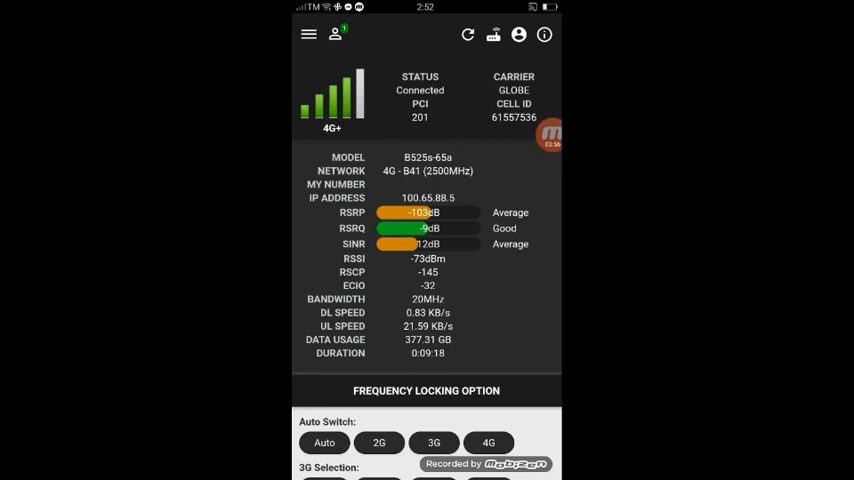 TM 2:52
1
STATUS CARRIER
Connected GLOBE
PCI CELL ID
201 61557536
4G+
03:56
MODEL B525s-65a
NETWORK 4G - B41 (2500MHz)
MY NUMBER
IP ADDRESS 100.65.88.5
RSRP -103dB Average
RSRQ -9dB Good
SINR 12dB Average
RSSI -73dBm
RSCP -145
ECIO -32
BANDWIDTH 20MHz
DL SPEED 0.83 KB/s
UL SPEED 21.59 KB/s
DATA USAGE 377.31 GB
DURATION 0:09:18
FREQUENCY LOCKING OPTION
Auto Switch:
Auto 2G 3G 4G
Recorded by mobizen
3G Selection: